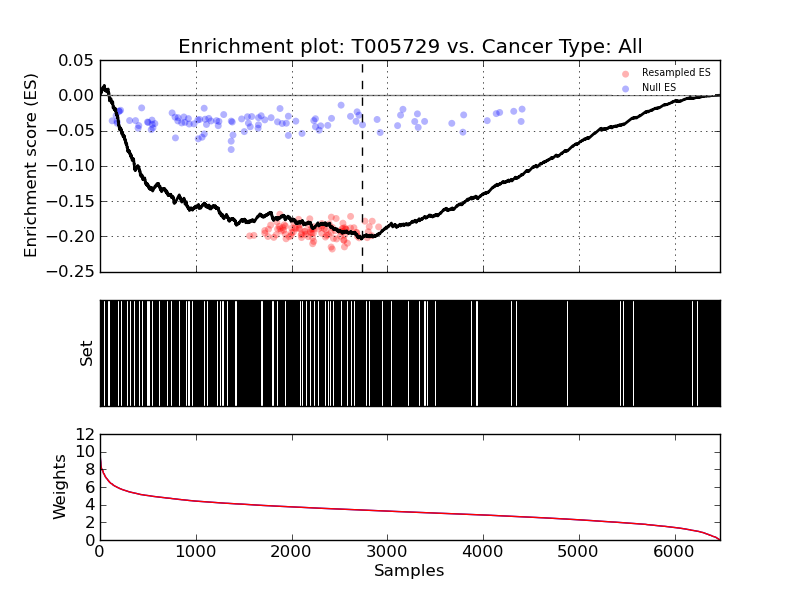 Enrichment plot: T005729 vs. Cancer Type: All
Enrichment score (ES)
0.05
0.00
−0.05
−0.10
−0.15
−0.20
−0.25
Resampled ES
Null ES
Set
Weights
12
10
8
6
4
2
0
0 1000 2000 3000 4000 5000 6000
Samples